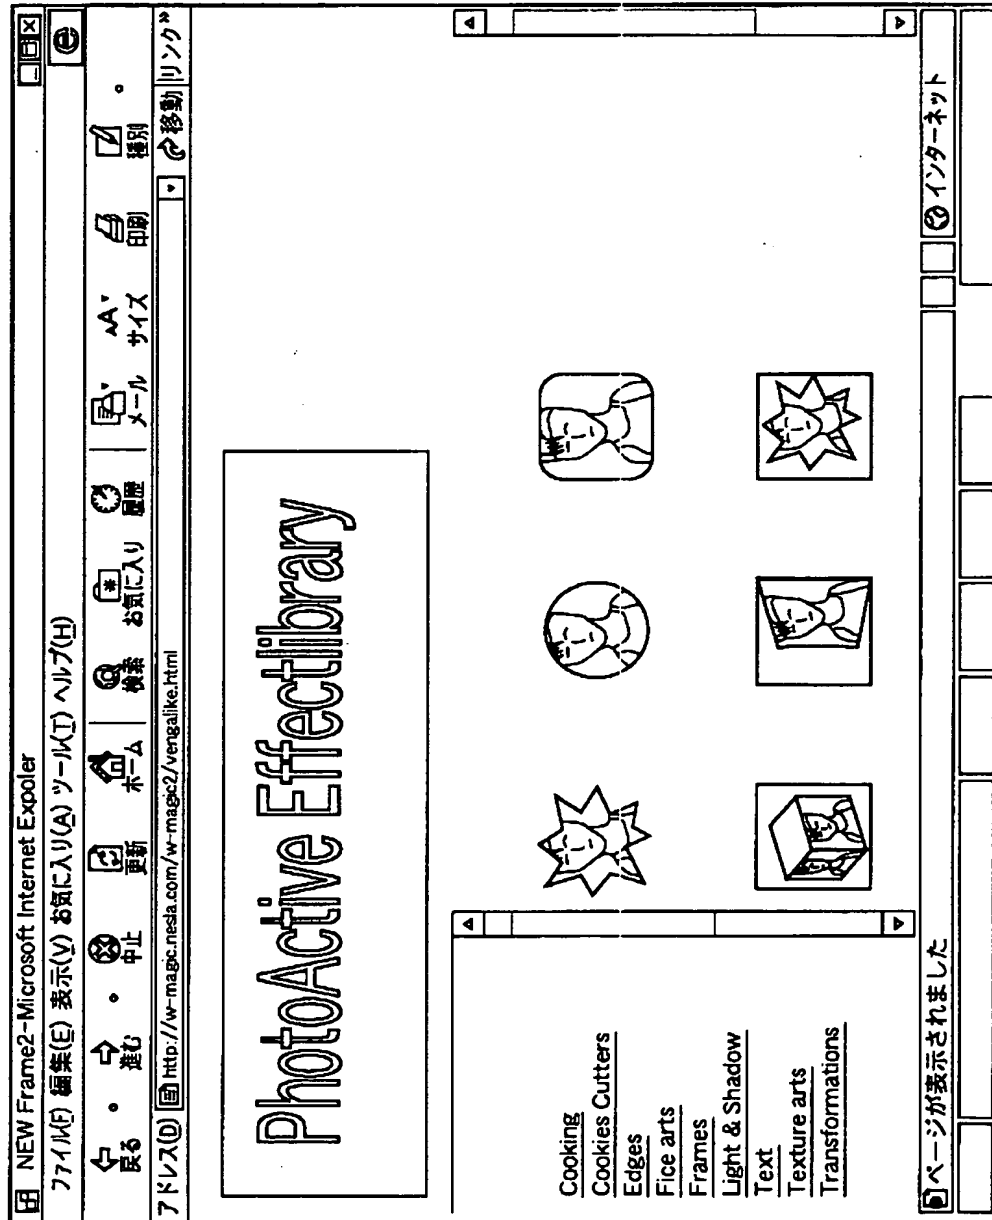 NEW Frame2-Microsoft Internet Expoler
ファイル(F) 編集(E) 表示(V) お気に入り(A) ツール(T) ヘルプ(H)
戻る 進む 中止 更新 ホーム 検索 お気に入り 履歴 メール サイズ 印刷 種別
アドレス(D) http://w-magic.nesla.com/w-magic2/vengalike.html 移動 リンク»
PhotoActive Effectlibrary
Cooking
Cookies Cutters
Edges
Fice arts
Frames
Light & Shadow
Text
Texture arts
Transformations
ページが表示されました インターネット